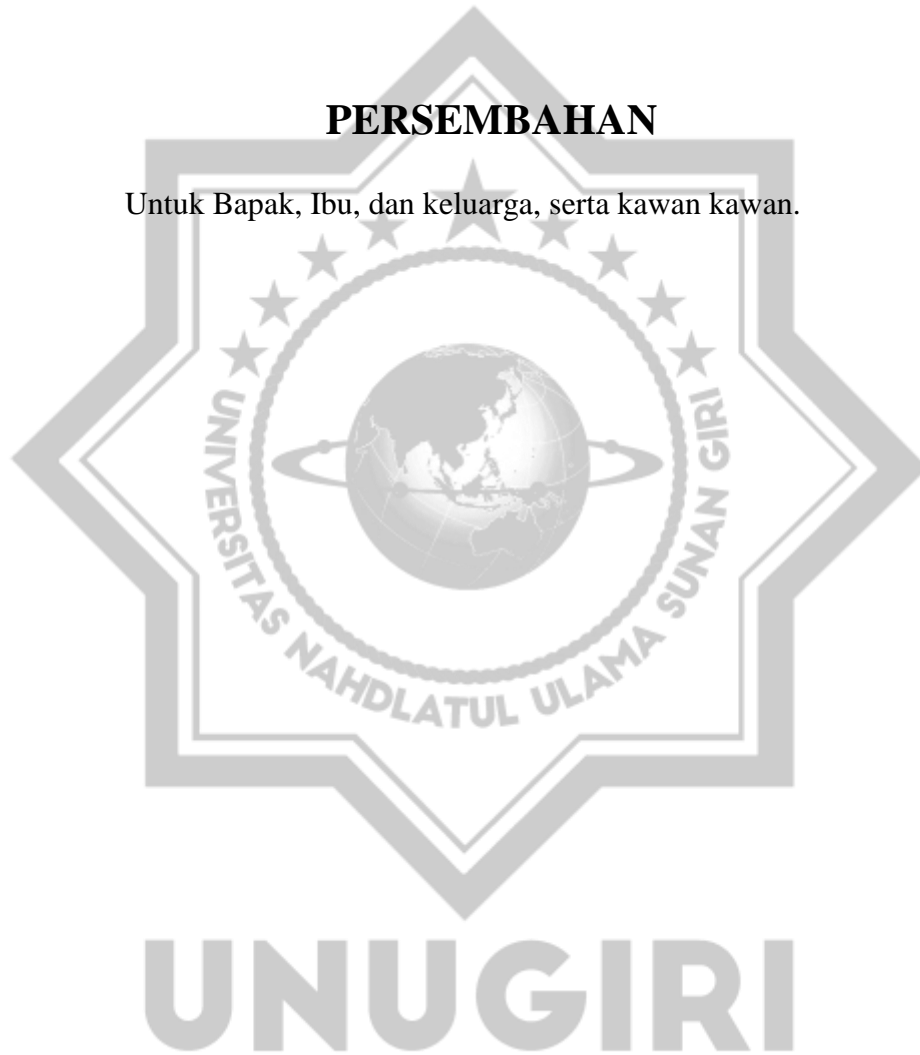 PERSEMBAHAN
Untuk Bapak, Ibu, dan keluarga, serta kawan kawan.
UNIVERSITAS NAHDLATUL ULAMA SUNAN GIRI
UNUGIRI